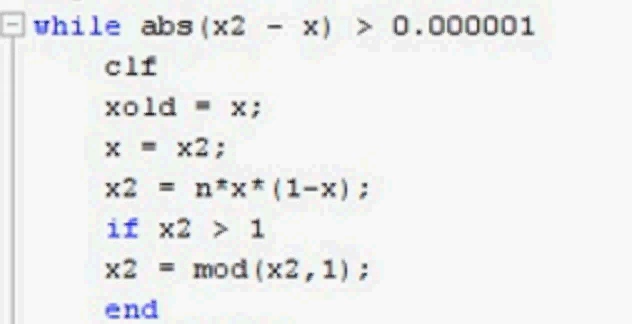 while abs(x2 - x) > 0.000001
clf
xold = x;
x = x2;
x2 = n*x*(1-x);
if x2 > 1
x2 = mod(x2,1);
end